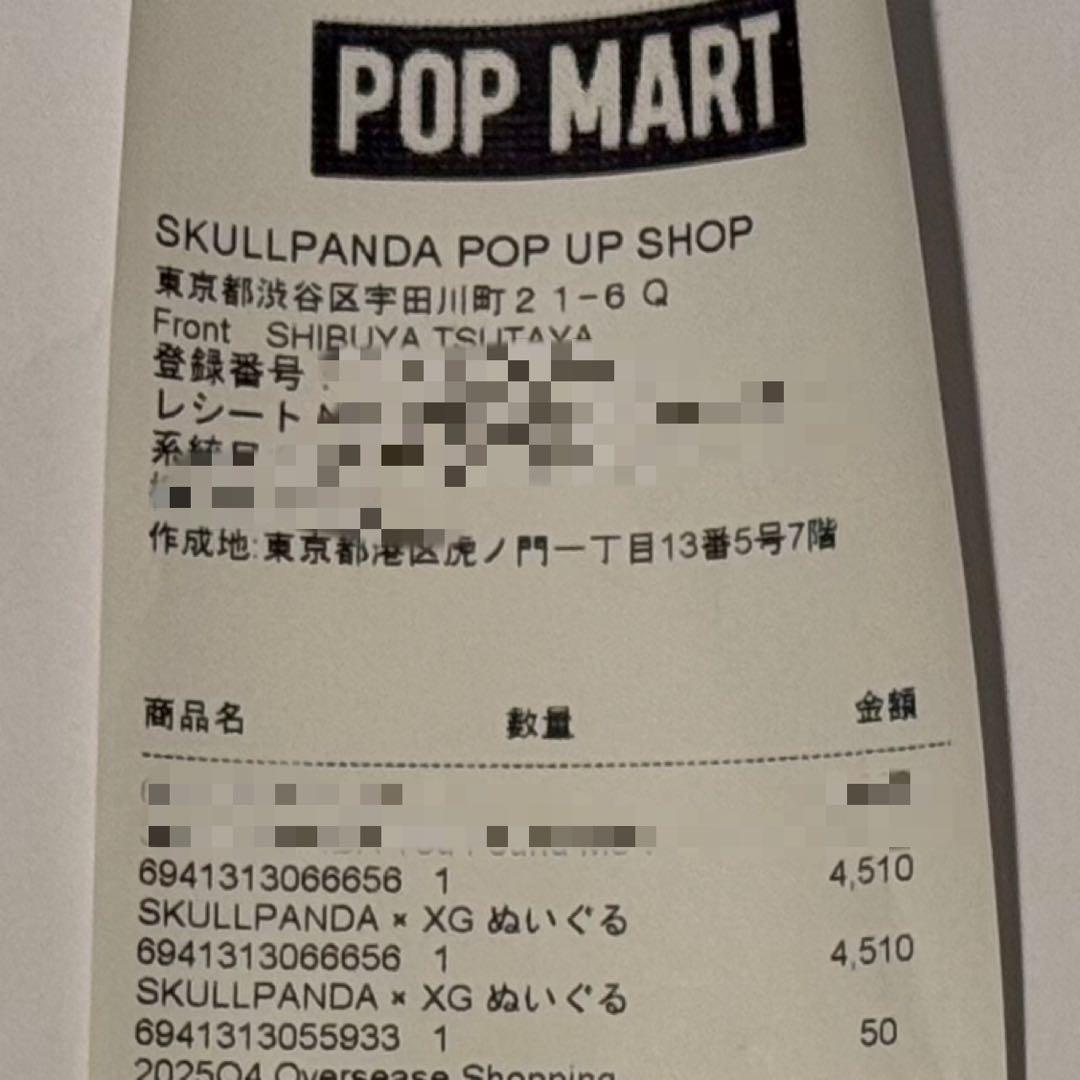 POP MART
SKULLPANDA POP UP SHOP
東京都渋谷区宇田川町21-6 Q
Front SHIBUYA TSUTAYA
登録番号
レシート
作成地:東京都港区虎ノ門一丁目13番5号7階
商品名 数量 金額
6941313066656 1 4,510
SKULLPANDA × XG ぬいぐる
6941313066656 1 4,510
SKULLPANDA × XG ぬいぐる
6941313055933 1 50
2025Q4 Oversease Shopping